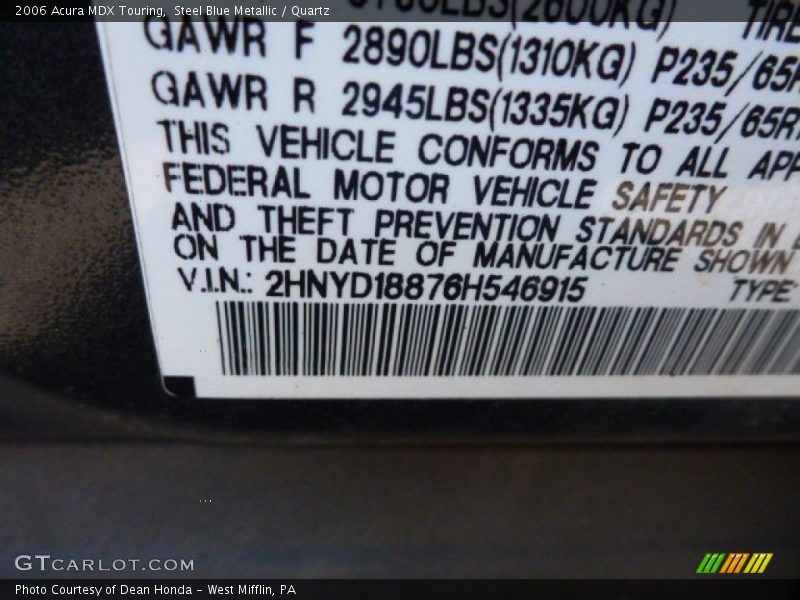 2006 Acura MDX Touring, Steel Blue Metallic / Quartz
(2600KG)
GAWR F 2890LBS(1310KG) P235/65R
GAWR R 2945LBS(1335KG) P235/65R
THIS VEHICLE CONFORMS TO ALL APP
FEDERAL MOTOR VEHICLE SAFETY
AND THEFT PREVENTION STANDARDS IN
ON THE DATE OF MANUFACTURE SHOWN
V.I.N.: 2HNYD18876H546915 TYPE:
GTCARLOT.COM
Photo Courtesy of Dean Honda - West Mifflin, PA